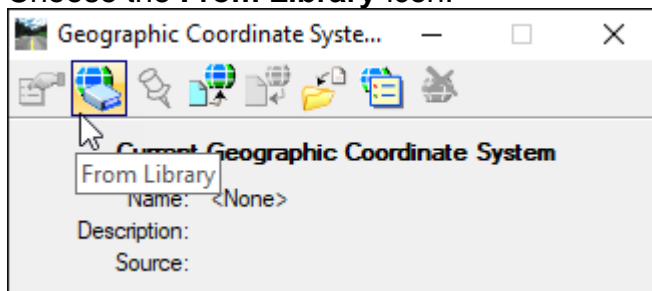 Choose the From Library icon.
Geographic Coordinate Syste...
Current Geographic Coordinate System
From Library
Name: <None>
Description:
Source: